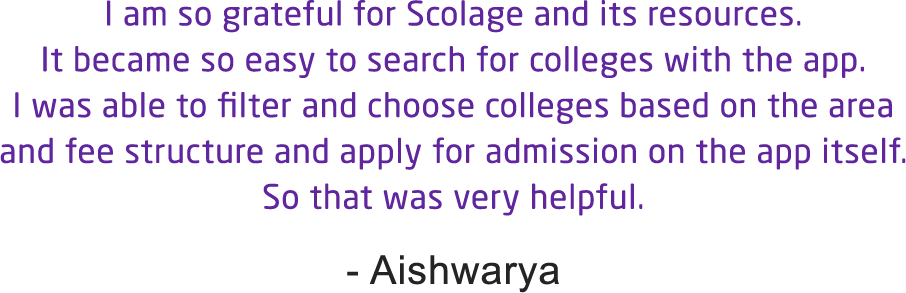 I am so grateful for Scolage and its resources.
It became so easy to search for colleges with the app.
I was able to filter and choose colleges based on the area
and fee structure and apply for admission on the app itself.
So that was very helpful.
- Aishwarya